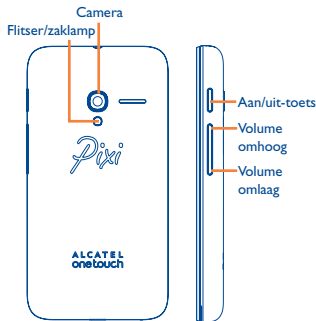 Camera
Flitser/zaklamp
Aan/uit-toets
Volume
omhoog
Volume
omlaag
Pixi
ALCATEL
onetouch